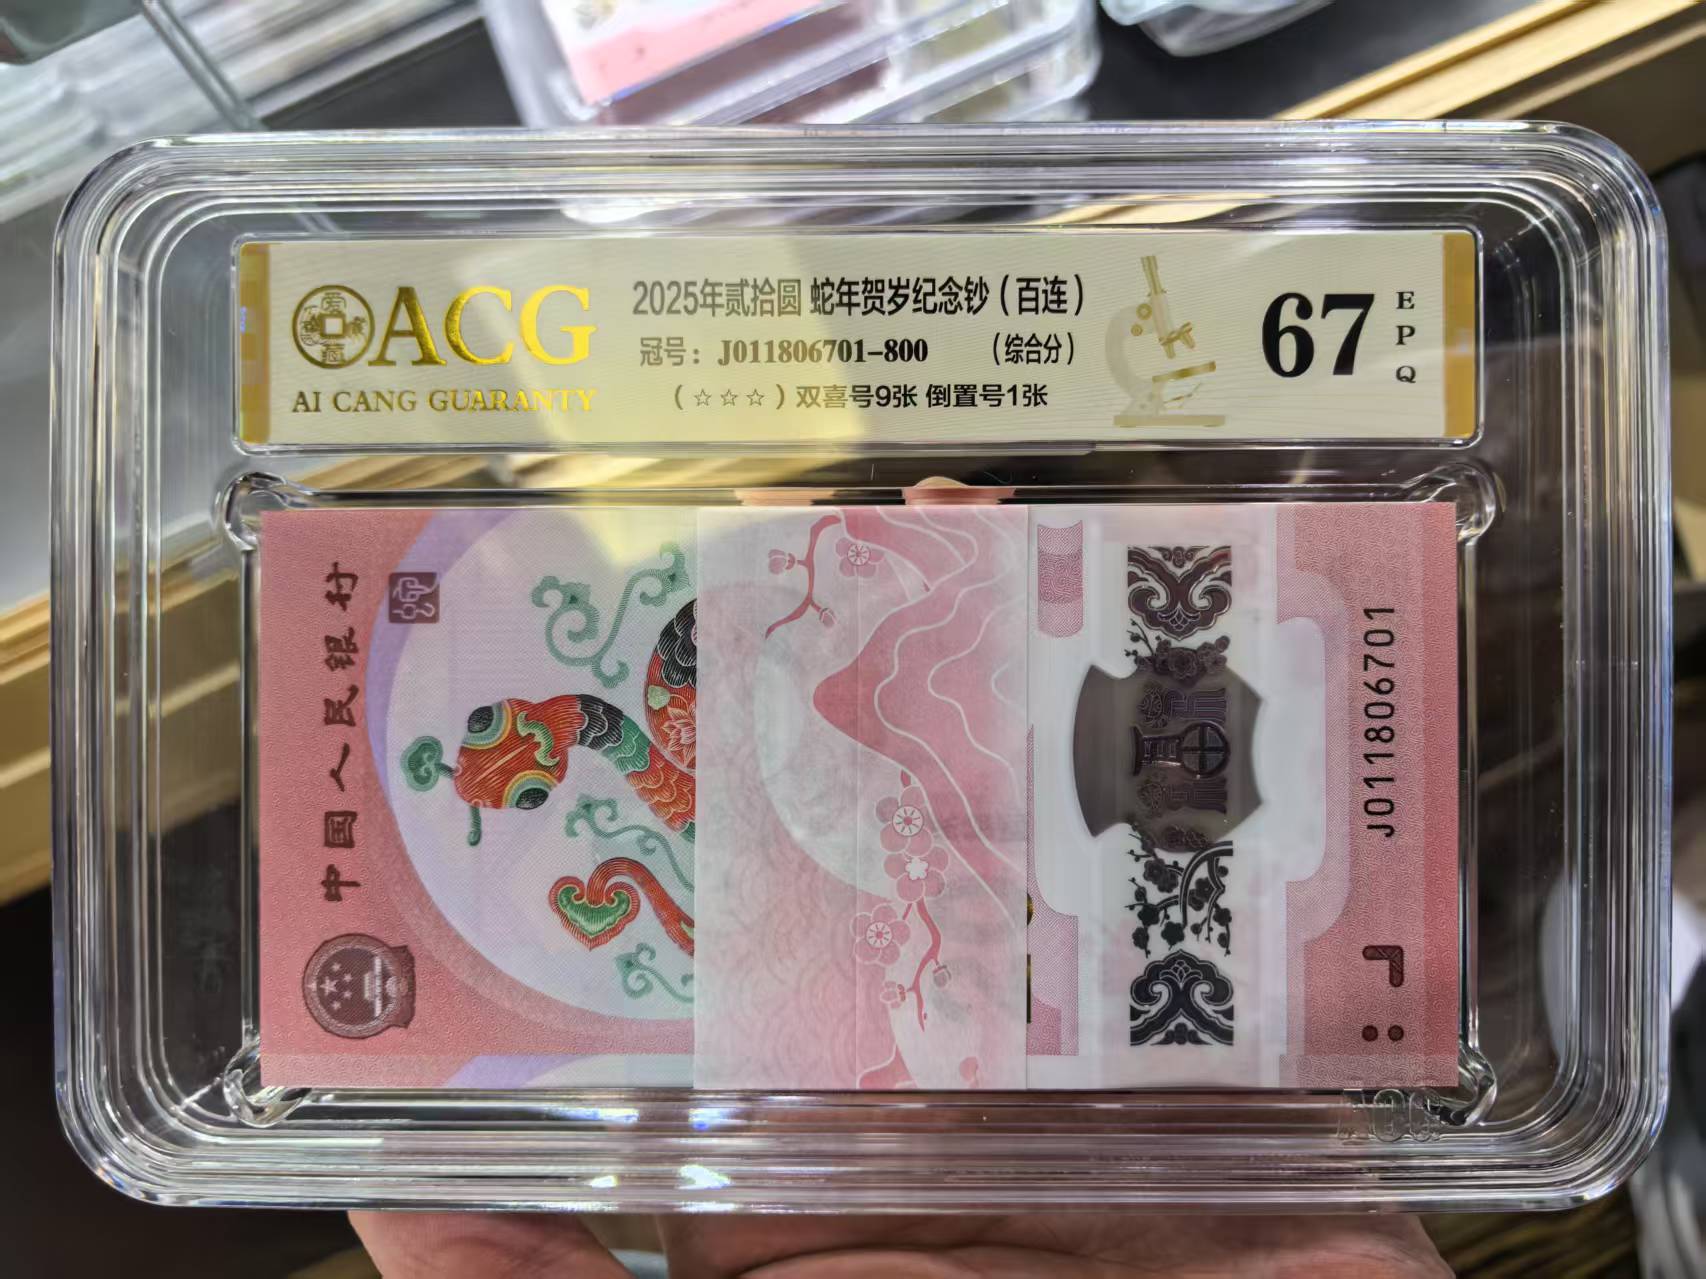 ACG
AI CANG GUARANTY
2025年贰拾圆 蛇年贺岁纪念钞（百连）
冠号：J011806701-800 （综合分）
（☆☆☆）双喜号9张 倒置号1张
67
EPQ
中国人民银行
J011806701
ACG